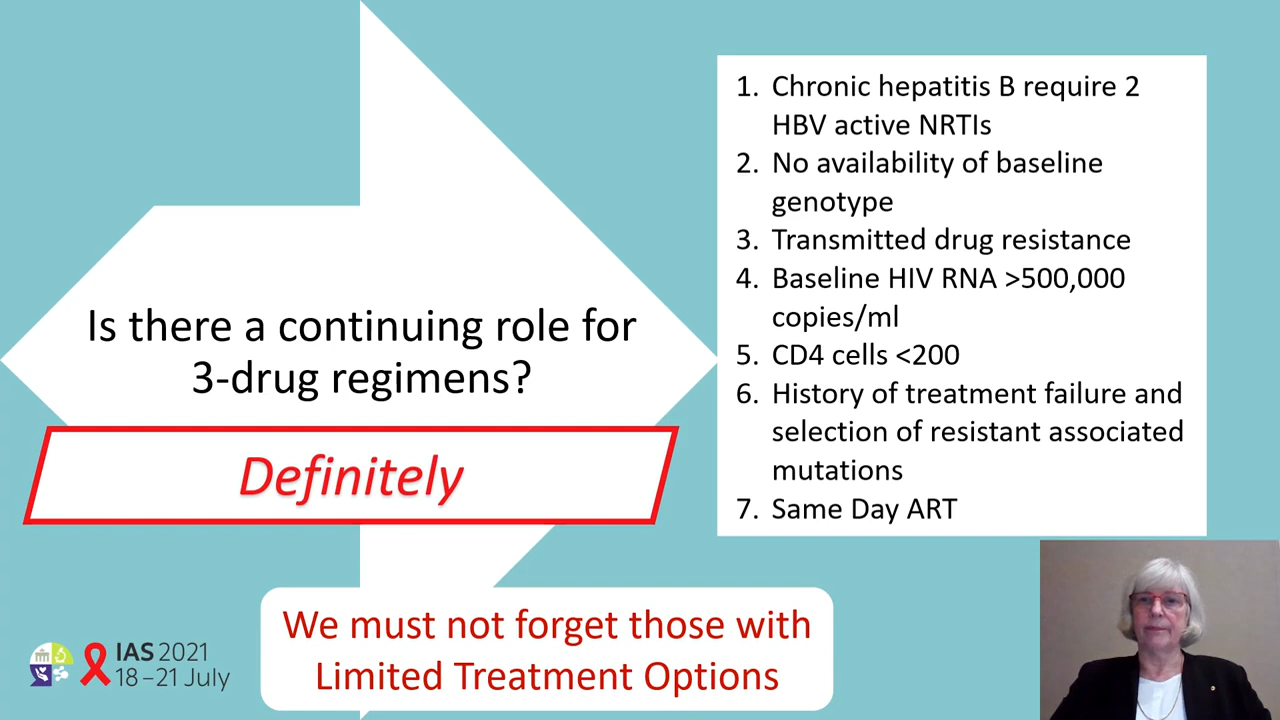 Is there a continuing role for
3-drug regimens?
Definitely
1. Chronic hepatitis B require 2
HBV active NRTIs
2. No availability of baseline
genotype
3. Transmitted drug resistance
4. Baseline HIV RNA >500,000
copies/ml
5. CD4 cells <200
6. History of treatment failure and
selection of resistant associated
mutations
7. Same Day ART
We must not forget those with
Limited Treatment Options
IAS 2021
18–21 July